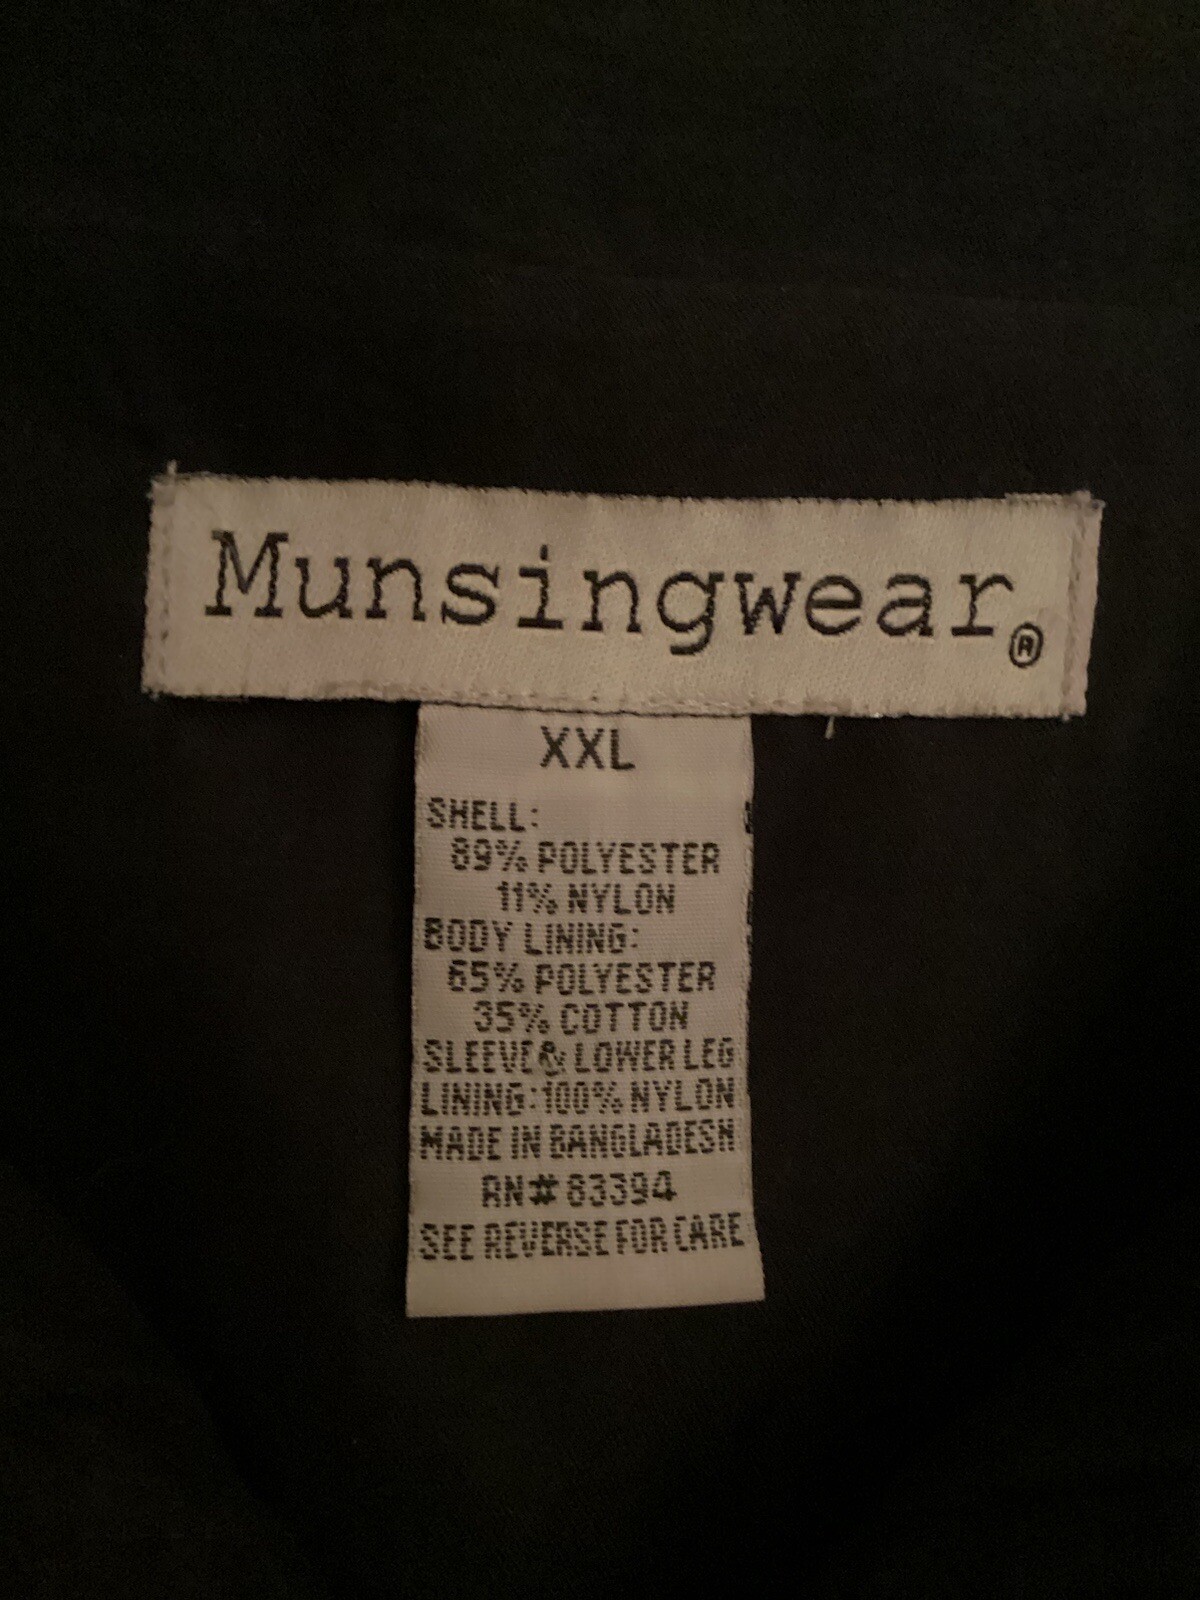 Munsingwear®
XXL
SHELL:
89% POLYESTER
11% NYLON
BODY LINING:
65% POLYESTER
35% COTTON
SLEEVE& LOWER LEG
LINING:100% NYLON
MADE IN BANGLADESH
RN# 83394
SEE REVERSE FOR CARE